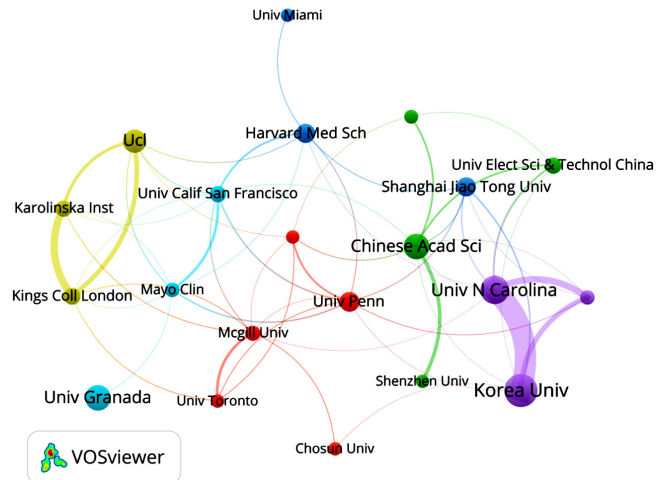 Univ Miami
Harvard Med Sch
Ucl
Univ Elect Sci & Technol China
Shanghai Jiao Tong Univ
Univ Calif San Francisco
Karolinska Inst
Chinese Acad Sci
Mayo Clin
Univ N Carolina
Kings Coll London
Univ Penn
Mcgill Univ
Shenzhen Univ
Korea Univ
Univ Granada
Univ Toronto
Chosun Univ
VOSviewer